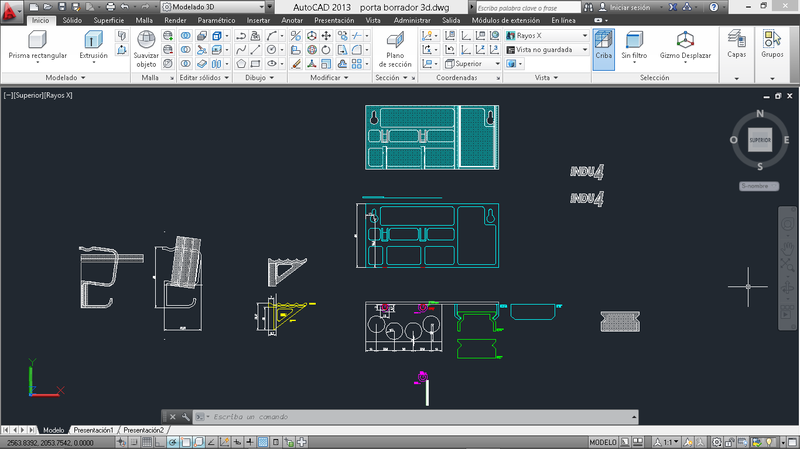 Modelado 3D
AutoCAD 2013 porta borrador 3d.dwg
Escriba palabra clave o frase
Iniciar sesión
Inicio Sólido Superficie Malla Render Paramétrico Insertar Anotar Presentación Vista Administrar Salida Módulos de extensión En línea
Prisma rectangular
Extrusión
Suavizar objeto
Plano de sección
Rayos X
Vista no guardada
Superior
Criba
Sin filtro
Gizmo Desplazar
Capas
Grupos
Modelado
Malla
Editar sólidos
Dibujo
Modificar
Sección
Coordenadas
Vista
Selección
[−][Superior][Rayos X]
N
O SUPERIOR E
S
S-nombre
INDU4
INDU4
Y
X
Escriba un comando
Modelo Presentación1 Presentación2
2563.8392, 2053.7542, 0.0000
MODELO
1:1